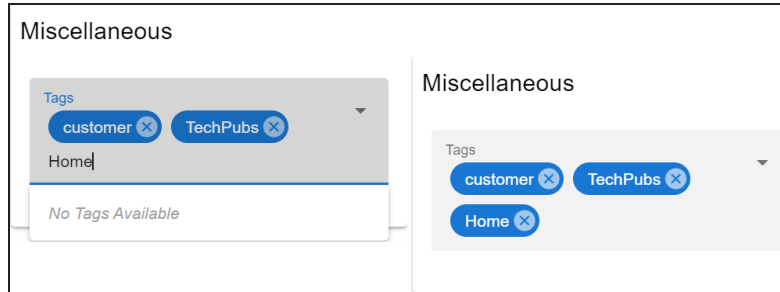 Miscellaneous
Tags
customer TechPubs
Home
No Tags Available
Miscellaneous
Tags
customer TechPubs
Home